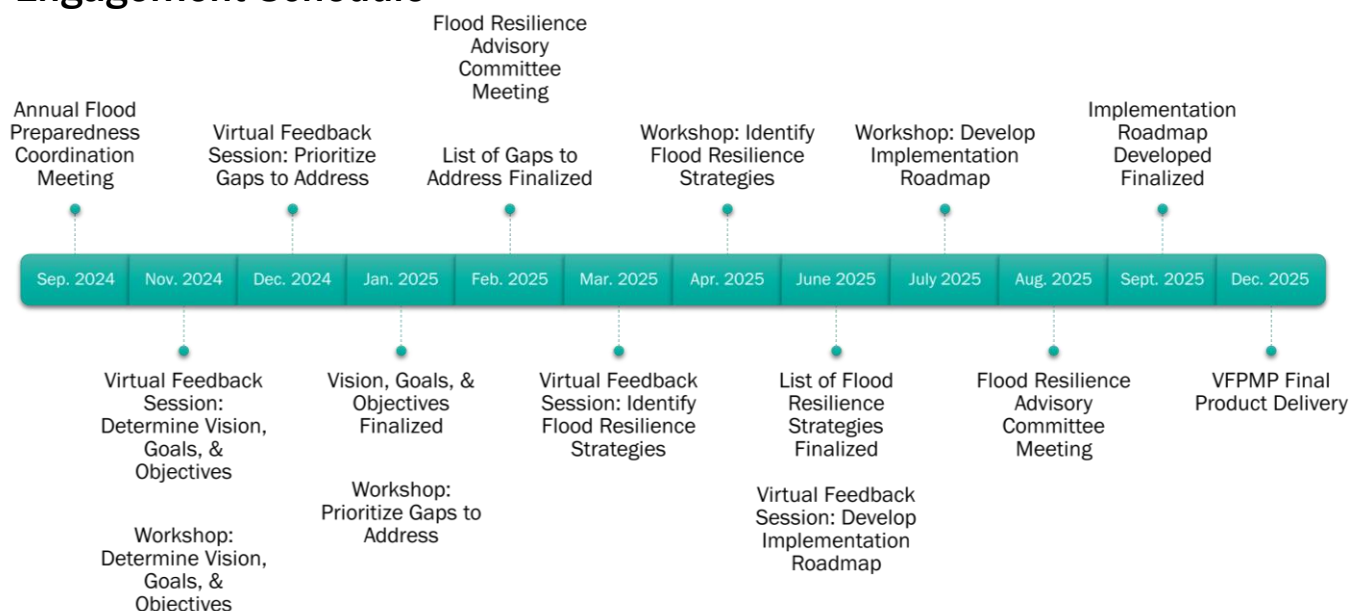 Engagement Schedule
Flood Resilience
Advisory
Committee
Meeting
Annual Flood
Preparedness
Coordination
Meeting
Virtual Feedback
Session: Prioritize
Gaps to Address
List of Gaps to
Address Finalized
Workshop: Identify
Flood Resilience
Strategies
Workshop: Develop
Implementation
Roadmap
Implementation
Roadmap
Developed
Finalized
Sep. 2024
Nov. 2024
Dec. 2024
Jan. 2025
Feb. 2025
Mar. 2025
Apr. 2025
June 2025
July 2025
Aug. 2025
Sept. 2025
Dec. 2025
Virtual Feedback
Session:
Determine Vision,
Goals, &
Objectives
Workshop:
Determine Vision,
Goals, &
Objectives
Vision, Goals, &
Objectives
Finalized
Workshop:
Prioritize Gaps to
Address
Virtual Feedback
Session: Identify
Flood Resilience
Strategies
List of Flood
Resilience
Strategies
Finalized
Virtual Feedback
Session: Develop
Implementation
Roadmap
Flood Resilience
Advisory
Committee
Meeting
VFPMP Final
Product Delivery